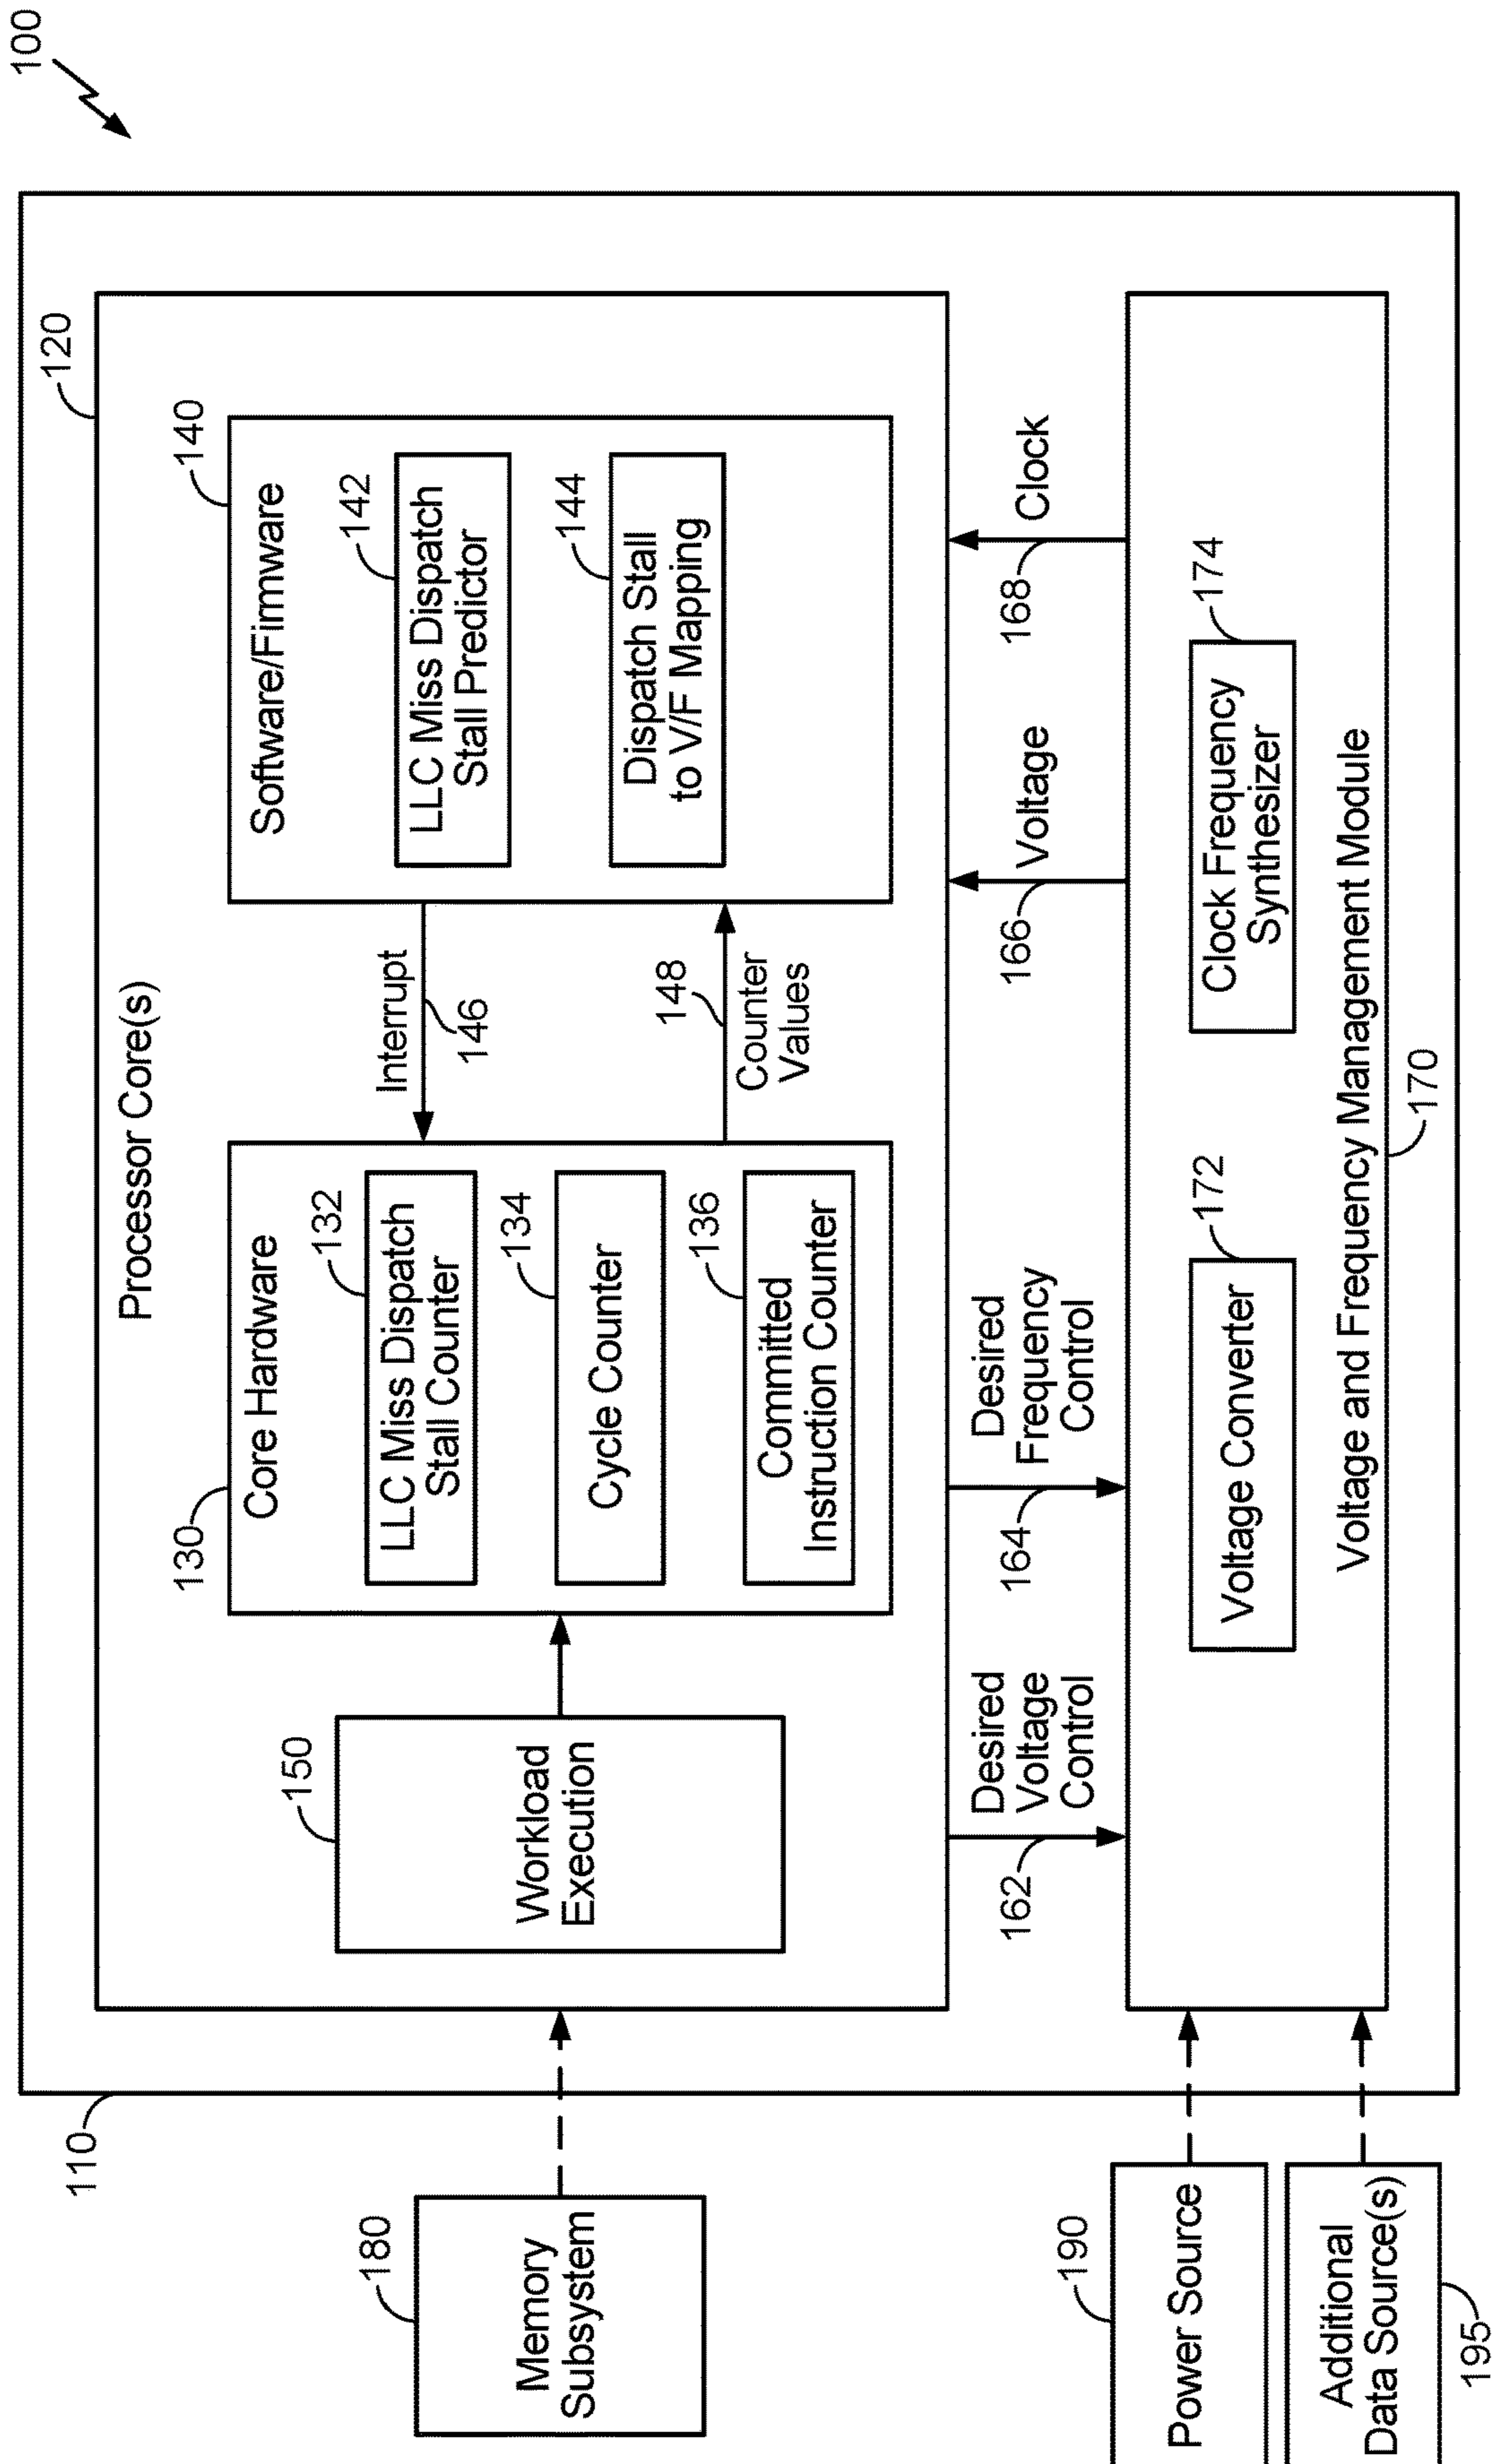 100
110
120
Processor Core(s)
130
Core Hardware
132
LLC Miss Dispatch
Stall Counter
134
Cycle Counter
136
Committed
Instruction Counter
140
Software/Firmware
142
LLC Miss Dispatch
Stall Predictor
144
Dispatch Stall
to V/F Mapping
Interrupt
146
148
Counter
Values
150
Workload
Execution
180
Memory
Subsystem
162
Desired
Voltage
Control
164
Desired
Frequency
Control
166
Voltage
168
Clock
172
Voltage Converter
174
Clock Frequency
Synthesizer
Voltage and Frequency Management Module
170
190
Power Source
Additional
Data Source(s)
195